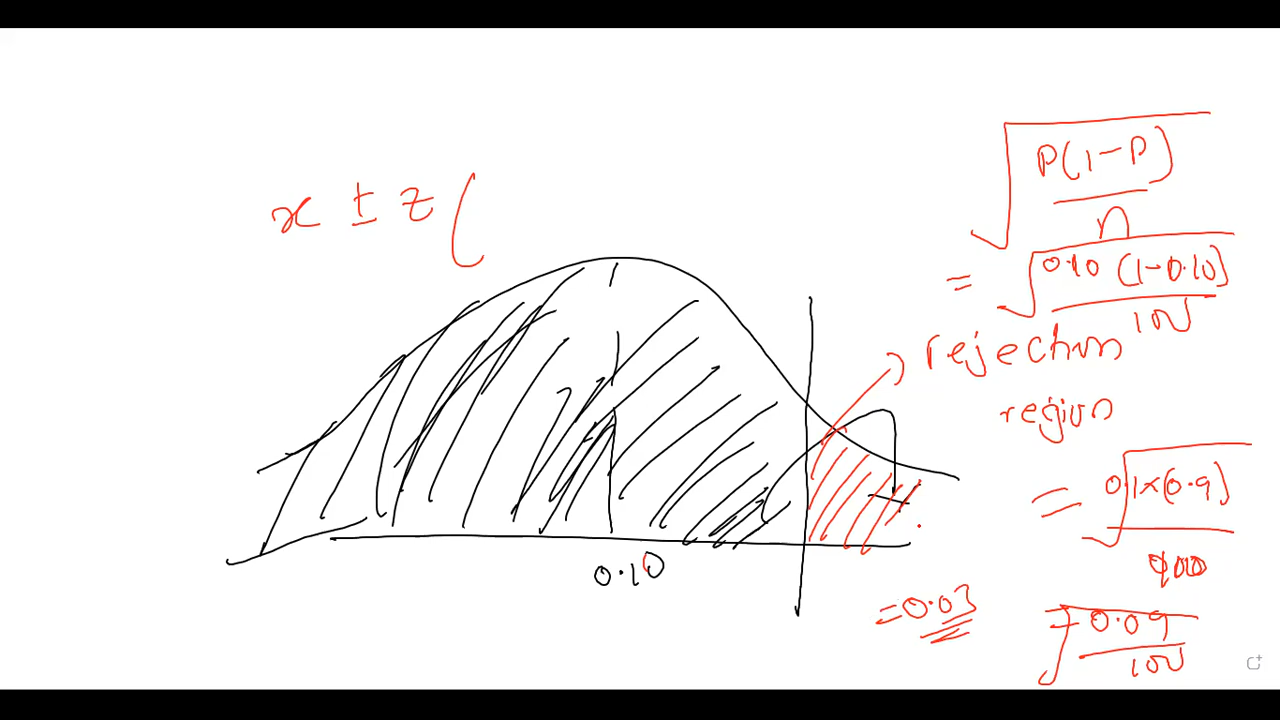 x ± z (
√(P(1-P)/n)
= √(0.10 (1-0.10)/100)
rejection
region
= √(0.1×(0.9)/100)
= √(0.09/100)
= 0.03
0.10